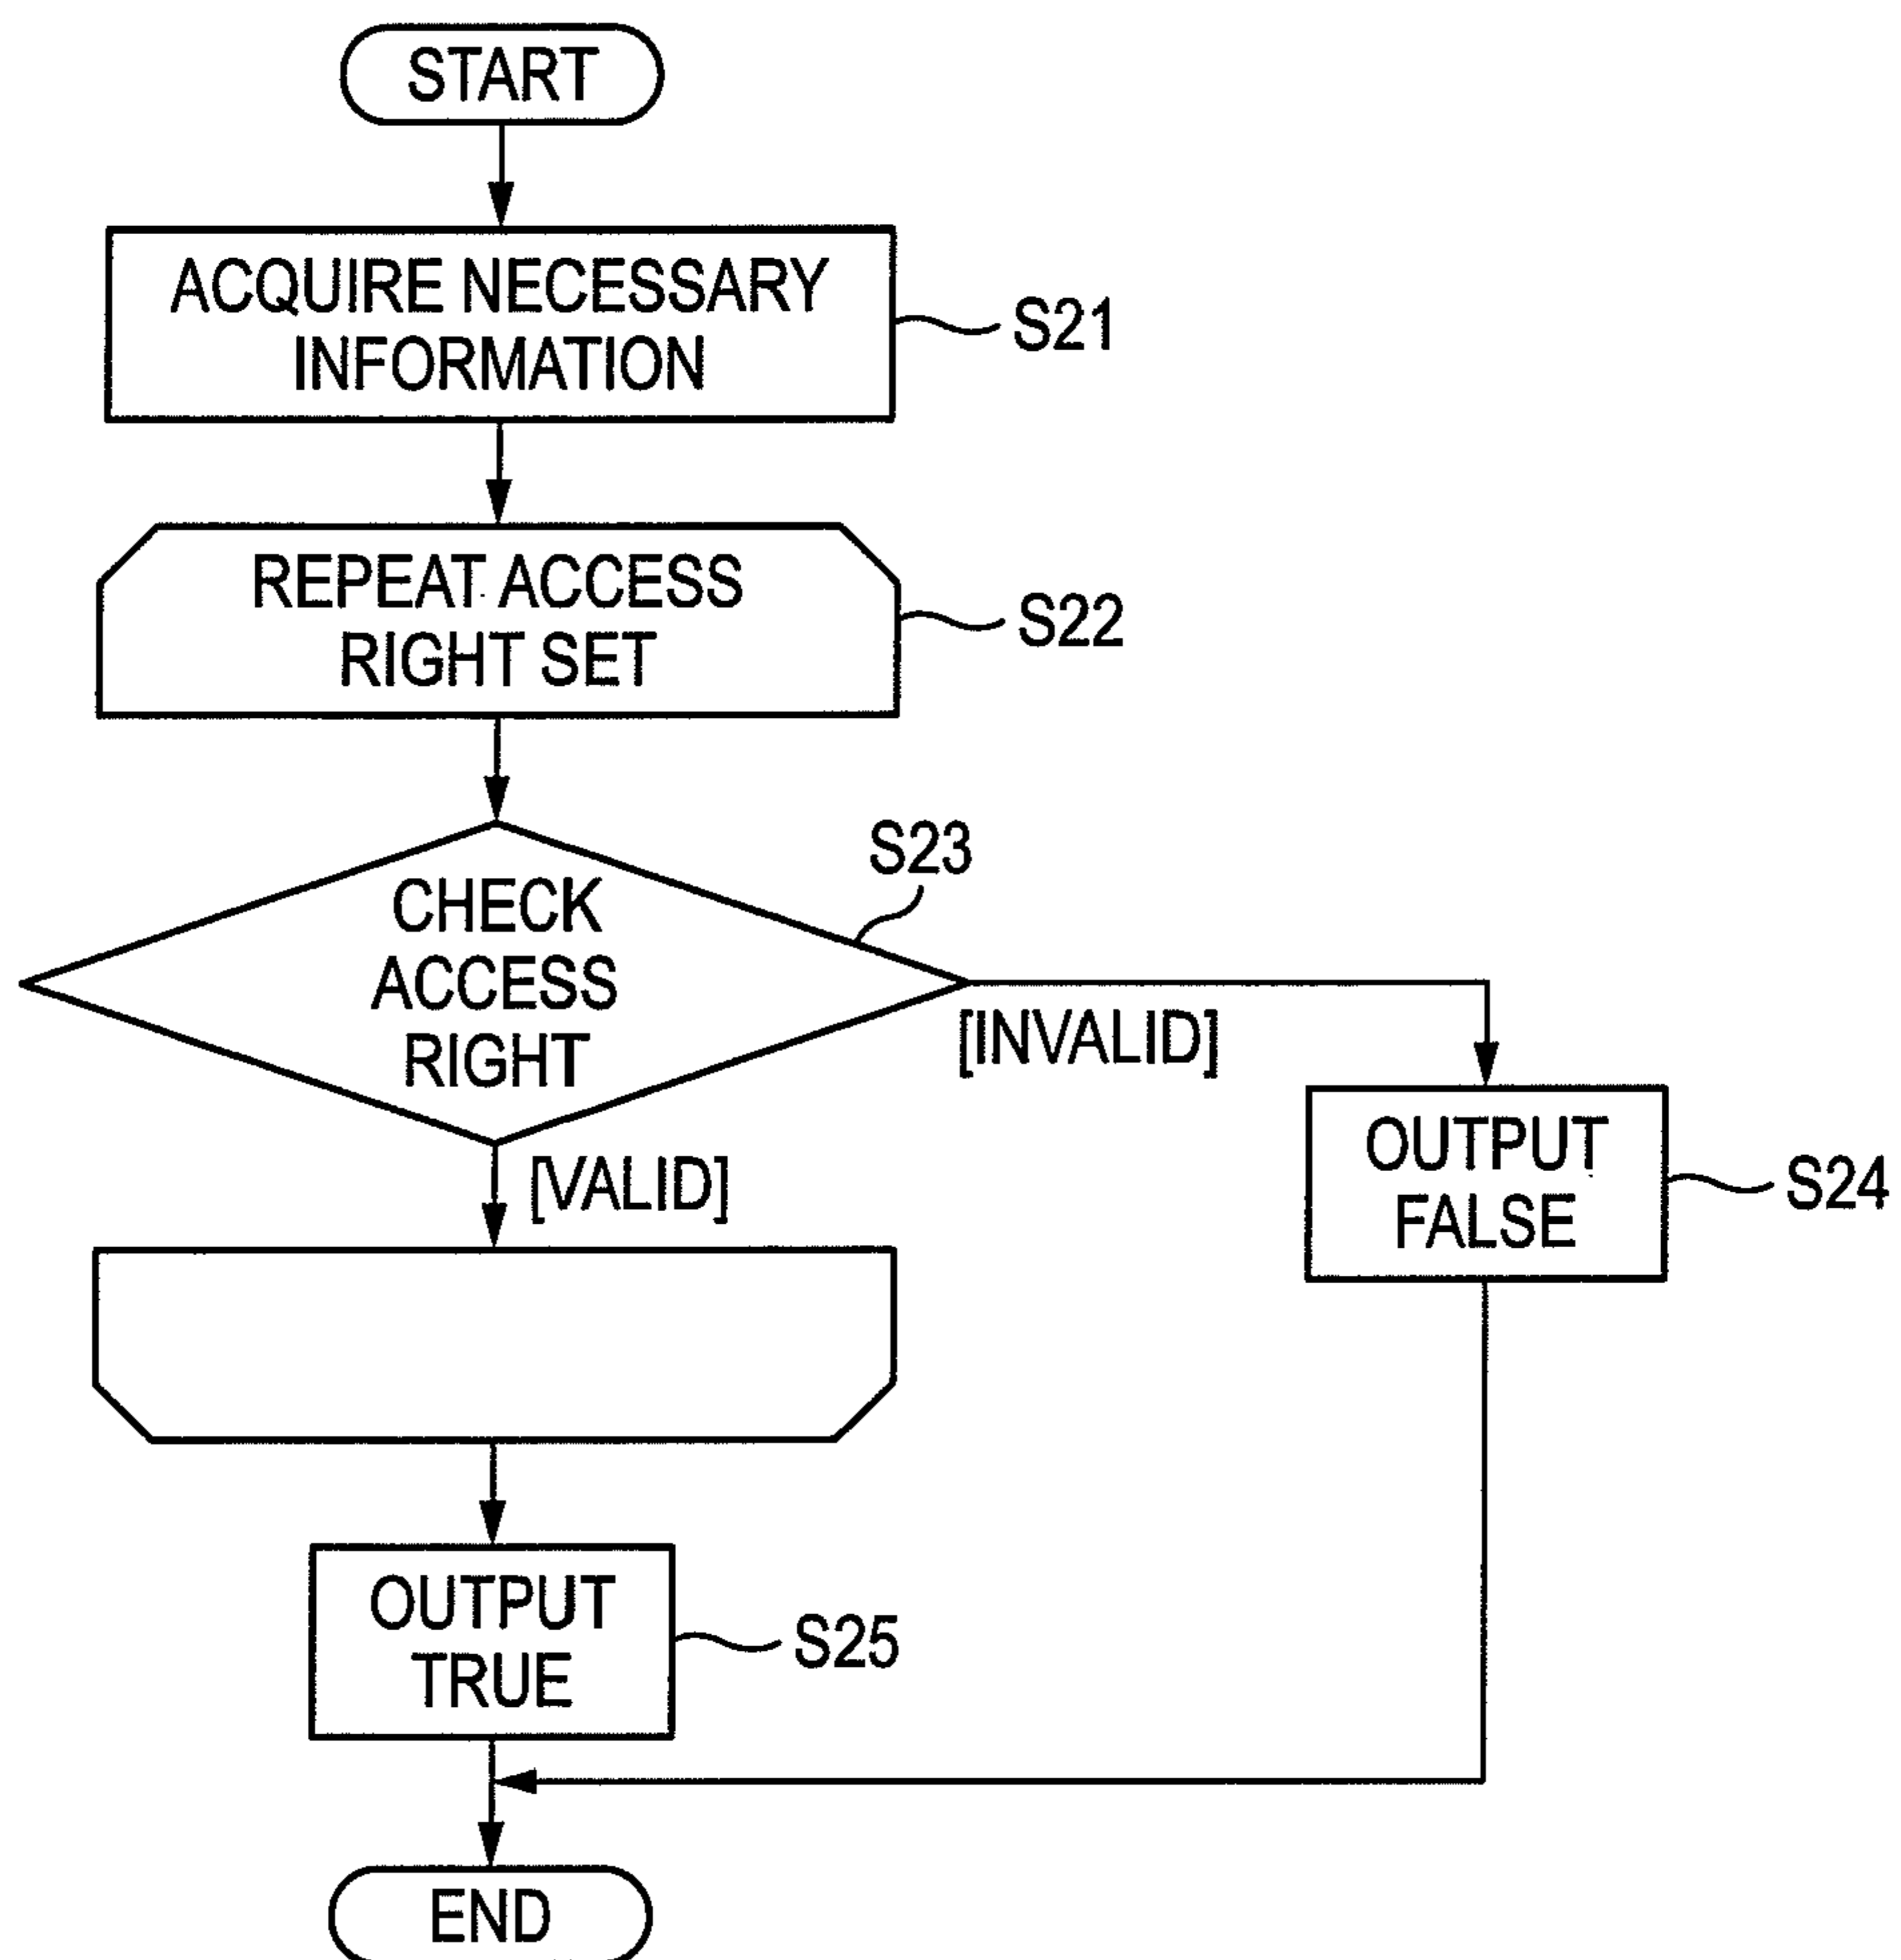 START
ACQUIRE NECESSARY
INFORMATION
S21
REPEAT ACCESS
RIGHT SET
S22
S23
CHECK
ACCESS
RIGHT
[INVALID]
[VALID]
OUTPUT
FALSE
S24
OUTPUT
TRUE
S25
END